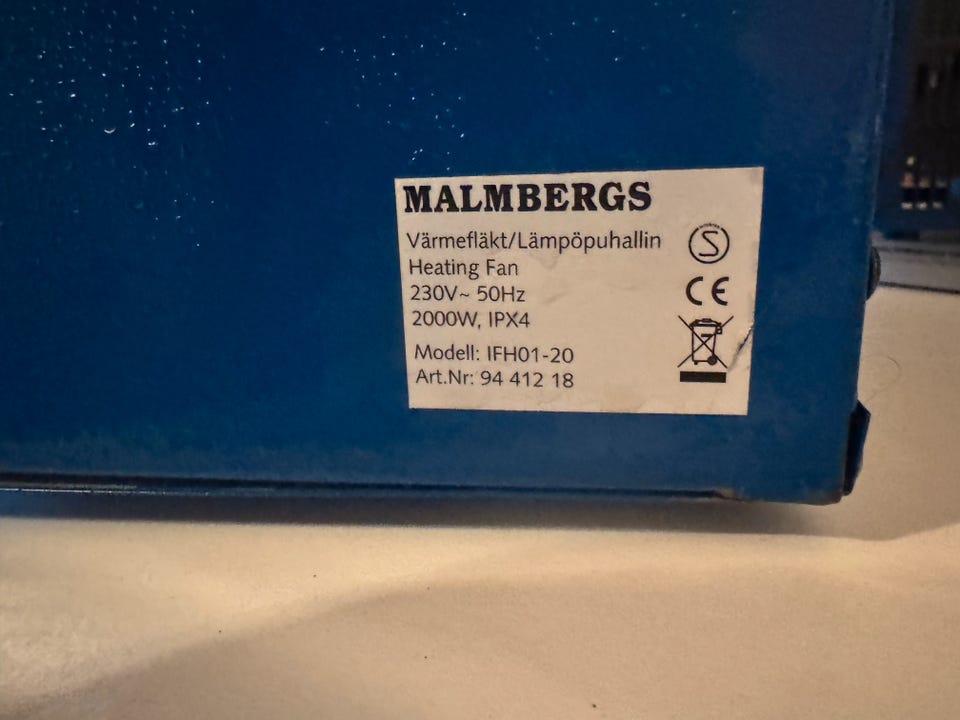 MALMBERGS
Värmefläkt/Lämpöpuhallin
Heating Fan
230V~ 50Hz
2000W, IPX4
Modell: IFH01-20
Art.Nr: 94 412 18
S
CE